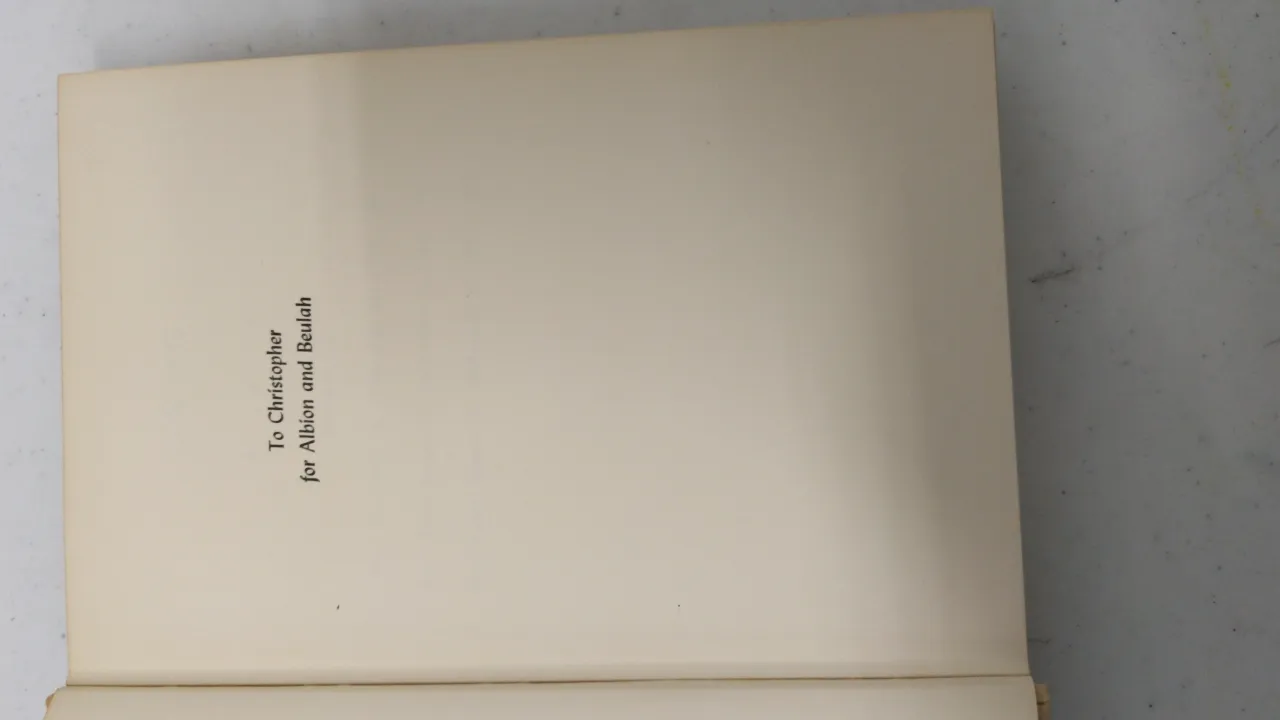 To Christopher
for Albion and Beulah